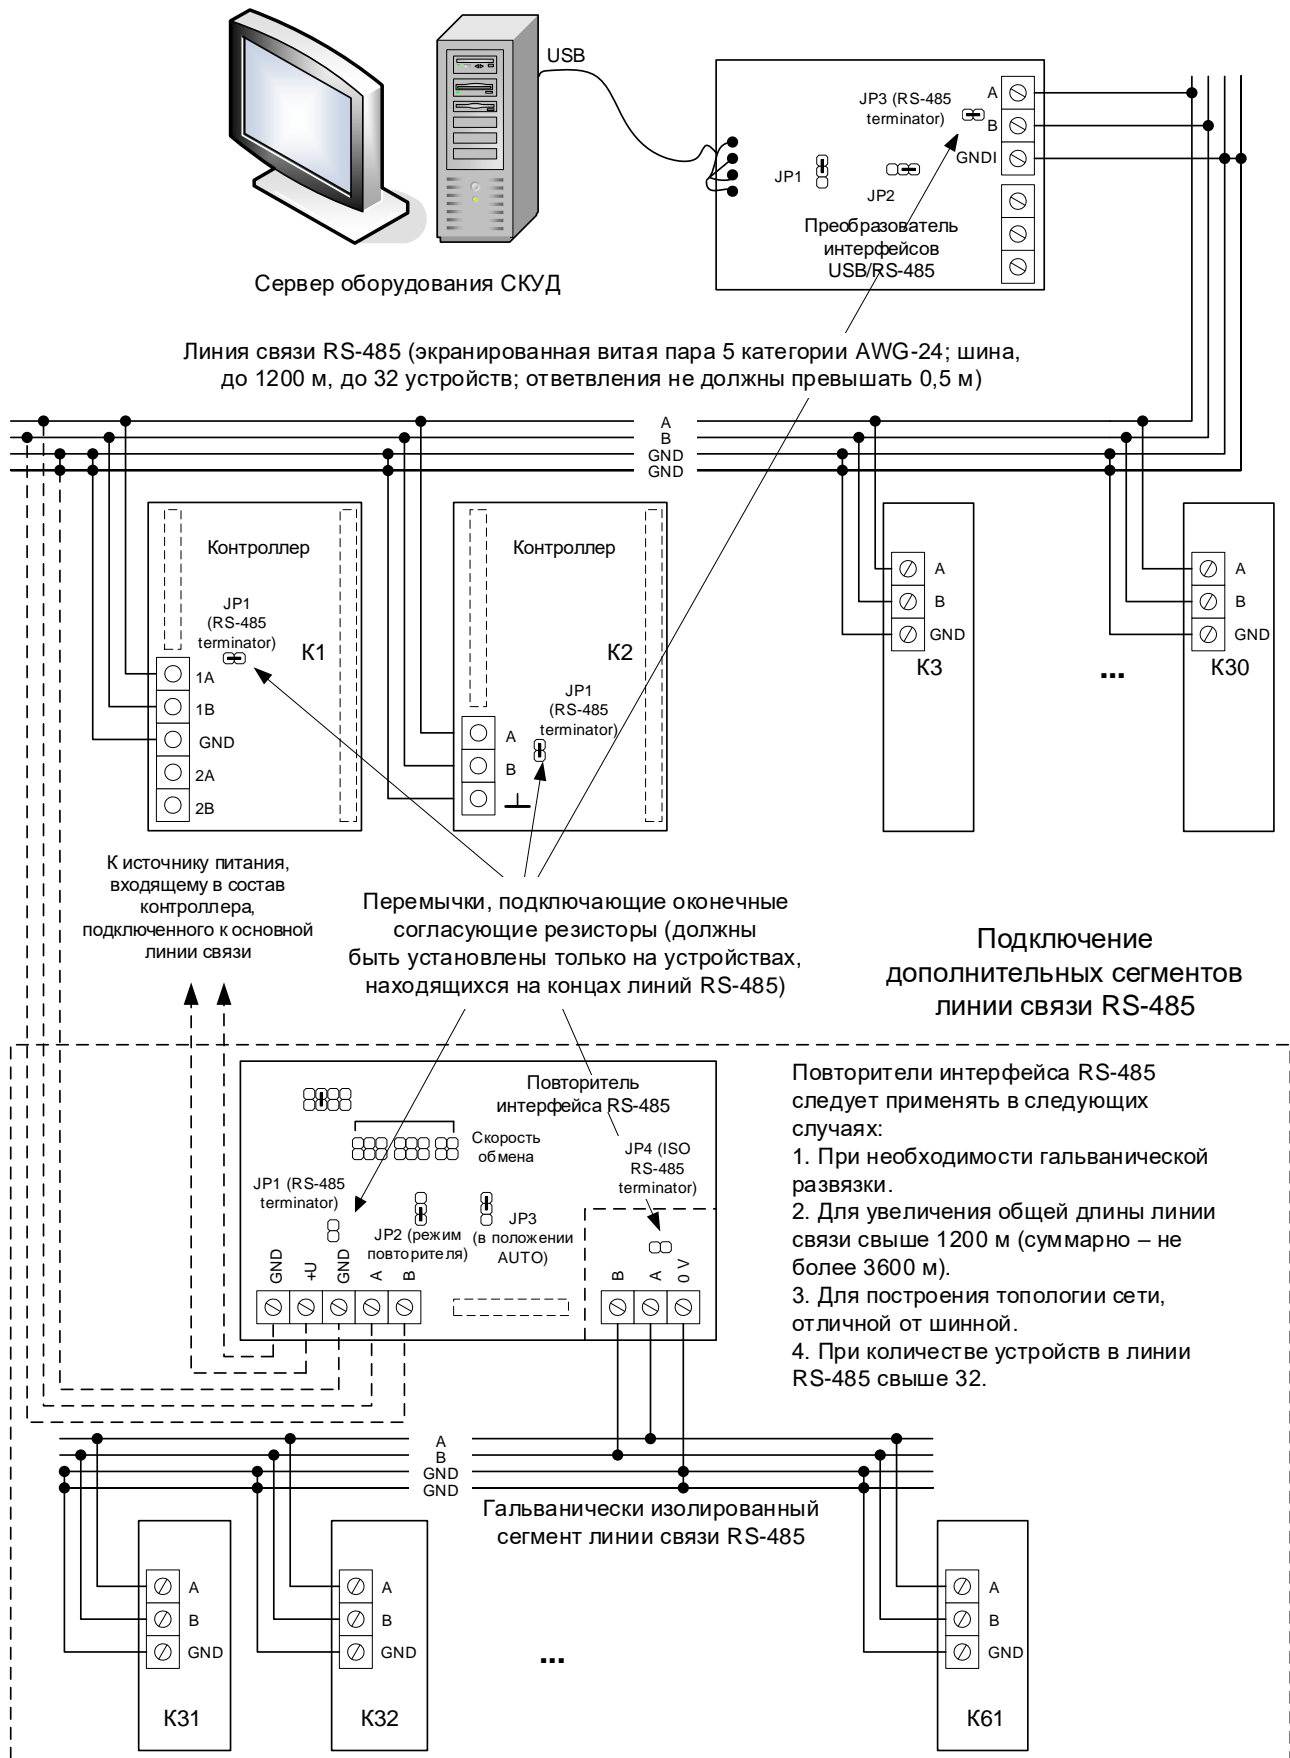 USB
JP3 (RS-485
terminator)
A
B
GNDI
JP1
JP2
Преобразователь
интерфейсов
USB/RS-485
Сервер оборудования СКУД
Линия связи RS-485 (экранированная витая пара 5 категории AWG-24; шина,
до 1200 м, до 32 устройств; ответвления не должны превышать 0,5 м)
A
B
GND
GND
Контроллер
JP1
(RS-485
terminator)
К1
1A
1B
GND
2A
2B
Контроллер
К2
JP1
(RS-485
terminator)
A
B
A
B
GND
К3
...
A
B
GND
К30
К источнику питания,
входящему в состав
контроллера,
подключенного к основной
линии связи
Перемычки, подключающие оконечные
согласующие резисторы (должны
быть установлены только на устройствах,
находящихся на концах линий RS-485)
Подключение
дополнительных сегментов
линии связи RS-485
Повторитель
интерфейса RS-485
Скорость
обмена
JP1 (RS-485
terminator)
JP2 (режим
повторителя)
JP3
(в положении
AUTO)
JP4 (ISO
RS-485
terminator)
GND
+U
GND
A
B
B
A
0 V
Повторители интерфейса RS-485
следует применять в следующих
случаях:
1. При необходимости гальванической
развязки.
2. Для увеличения общей длины линии
связи свыше 1200 м (суммарно – не
более 3600 м).
3. Для построения топологии сети,
отличной от шинной.
4. При количестве устройств в линии
RS-485 свыше 32.
A
B
GND
GND
Гальванически изолированный
сегмент линии связи RS-485
A
B
GND
К31
A
B
GND
К32
...
A
B
GND
К61